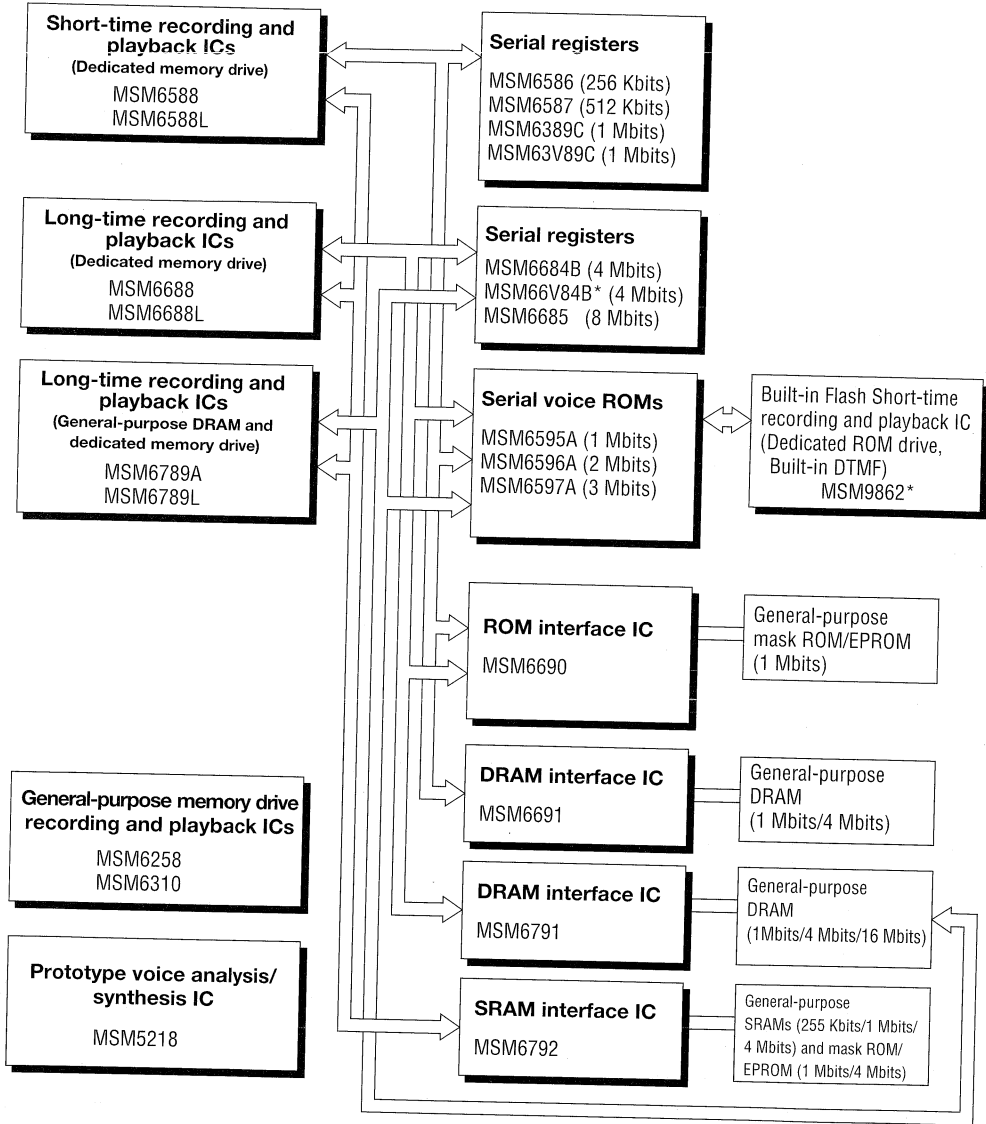 Short-time recording and
playback ICs
(Dedicated memory drive)
MSM6588
MSM6588L
Serial registers
MSM6586 (256 Kbits)
MSM6587 (512 Kbits)
MSM6389C (1 Mbits)
MSM63V89C (1 Mbits)
Long-time recording and
playback ICs
(Dedicated memory drive)
MSM6688
MSM6688L
Serial registers
MSM6684B (4 Mbits)
MSM66V84B* (4 Mbits)
MSM6685 (8 Mbits)
Long-time recording and
playback ICs
(General-purpose DRAM and
dedicated memory drive)
MSM6789A
MSM6789L
Serial voice ROMs
MSM6595A (1 Mbits)
MSM6596A (2 Mbits)
MSM6597A (3 Mbits)
Built-in Flash Short-time
recording and playback IC
(Dedicated ROM drive,
Built-in DTMF)
MSM9862*
ROM interface IC
MSM6690
General-purpose
mask ROM/EPROM
(1 Mbits)
DRAM interface IC
MSM6691
General-purpose
DRAM
(1 Mbits/4 Mbits)
General-purpose memory drive
recording and playback ICs
MSM6258
MSM6310
DRAM interface IC
MSM6791
General-purpose
DRAM
(1Mbits/4 Mbits/16 Mbits)
Prototype voice analysis/
synthesis IC
MSM5218
SRAM interface IC
MSM6792
General-purpose
SRAMs (255 Kbits/1 Mbits/
4 Mbits) and mask ROM/
EPROM (1 Mbits/4 Mbits)